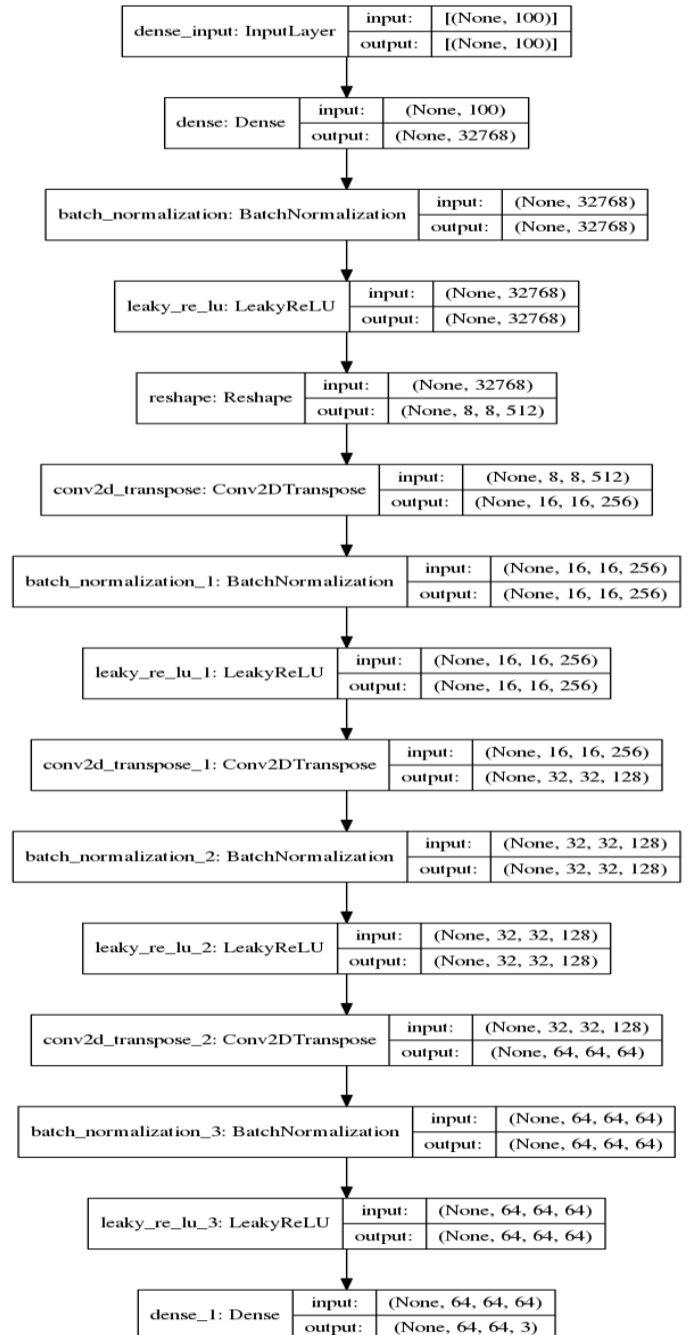 dense_input: InputLayer input: [(None, 100)]
output: [(None, 100)]
dense: Dense input: (None, 100)
output: (None, 32768)
batch_normalization: BatchNormalization input: (None, 32768)
output: (None, 32768)
leaky_re_lu: LeakyReLU input: (None, 32768)
output: (None, 32768)
reshape: Reshape input: (None, 32768)
output: (None, 8, 8, 512)
conv2d_transpose: Conv2DTranspose input: (None, 8, 8, 512)
output: (None, 16, 16, 256)
batch_normalization_1: BatchNormalization input: (None, 16, 16, 256)
output: (None, 16, 16, 256)
leaky_re_lu_1: LeakyReLU input: (None, 16, 16, 256)
output: (None, 16, 16, 256)
conv2d_transpose_1: Conv2DTranspose input: (None, 16, 16, 256)
output: (None, 32, 32, 128)
batch_normalization_2: BatchNormalization input: (None, 32, 32, 128)
output: (None, 32, 32, 128)
leaky_re_lu_2: LeakyReLU input: (None, 32, 32, 128)
output: (None, 32, 32, 128)
conv2d_transpose_2: Conv2DTranspose input: (None, 32, 32, 128)
output: (None, 64, 64, 64)
batch_normalization_3: BatchNormalization input: (None, 64, 64, 64)
output: (None, 64, 64, 64)
leaky_re_lu_3: LeakyReLU input: (None, 64, 64, 64)
output: (None, 64, 64, 64)
dense_1: Dense input: (None, 64, 64, 64)
output: (None, 64, 64, 3)